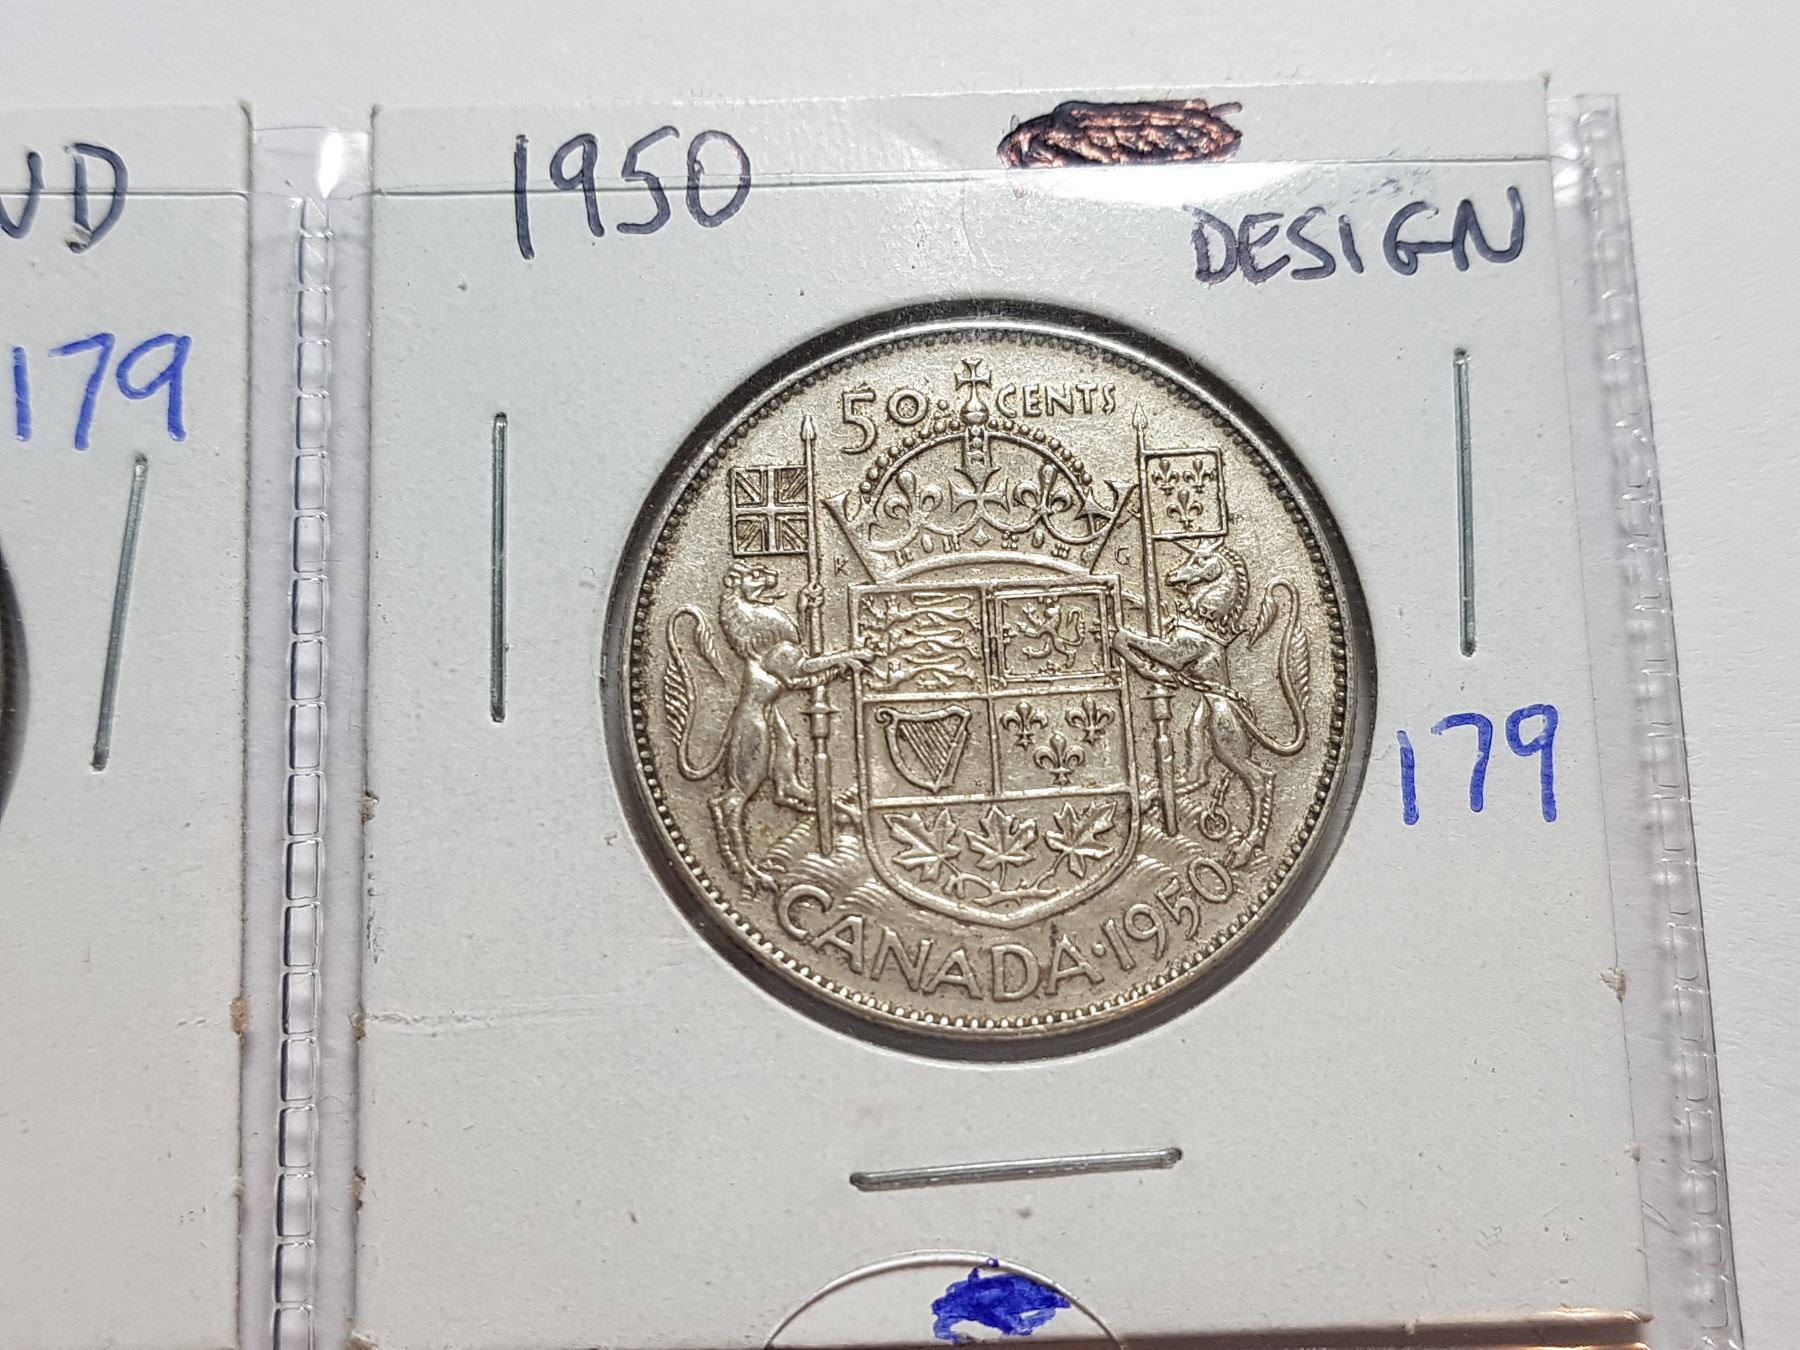 ND
179
1950
DESIGN
50 CENTS
K G
CANADA · 1950
179